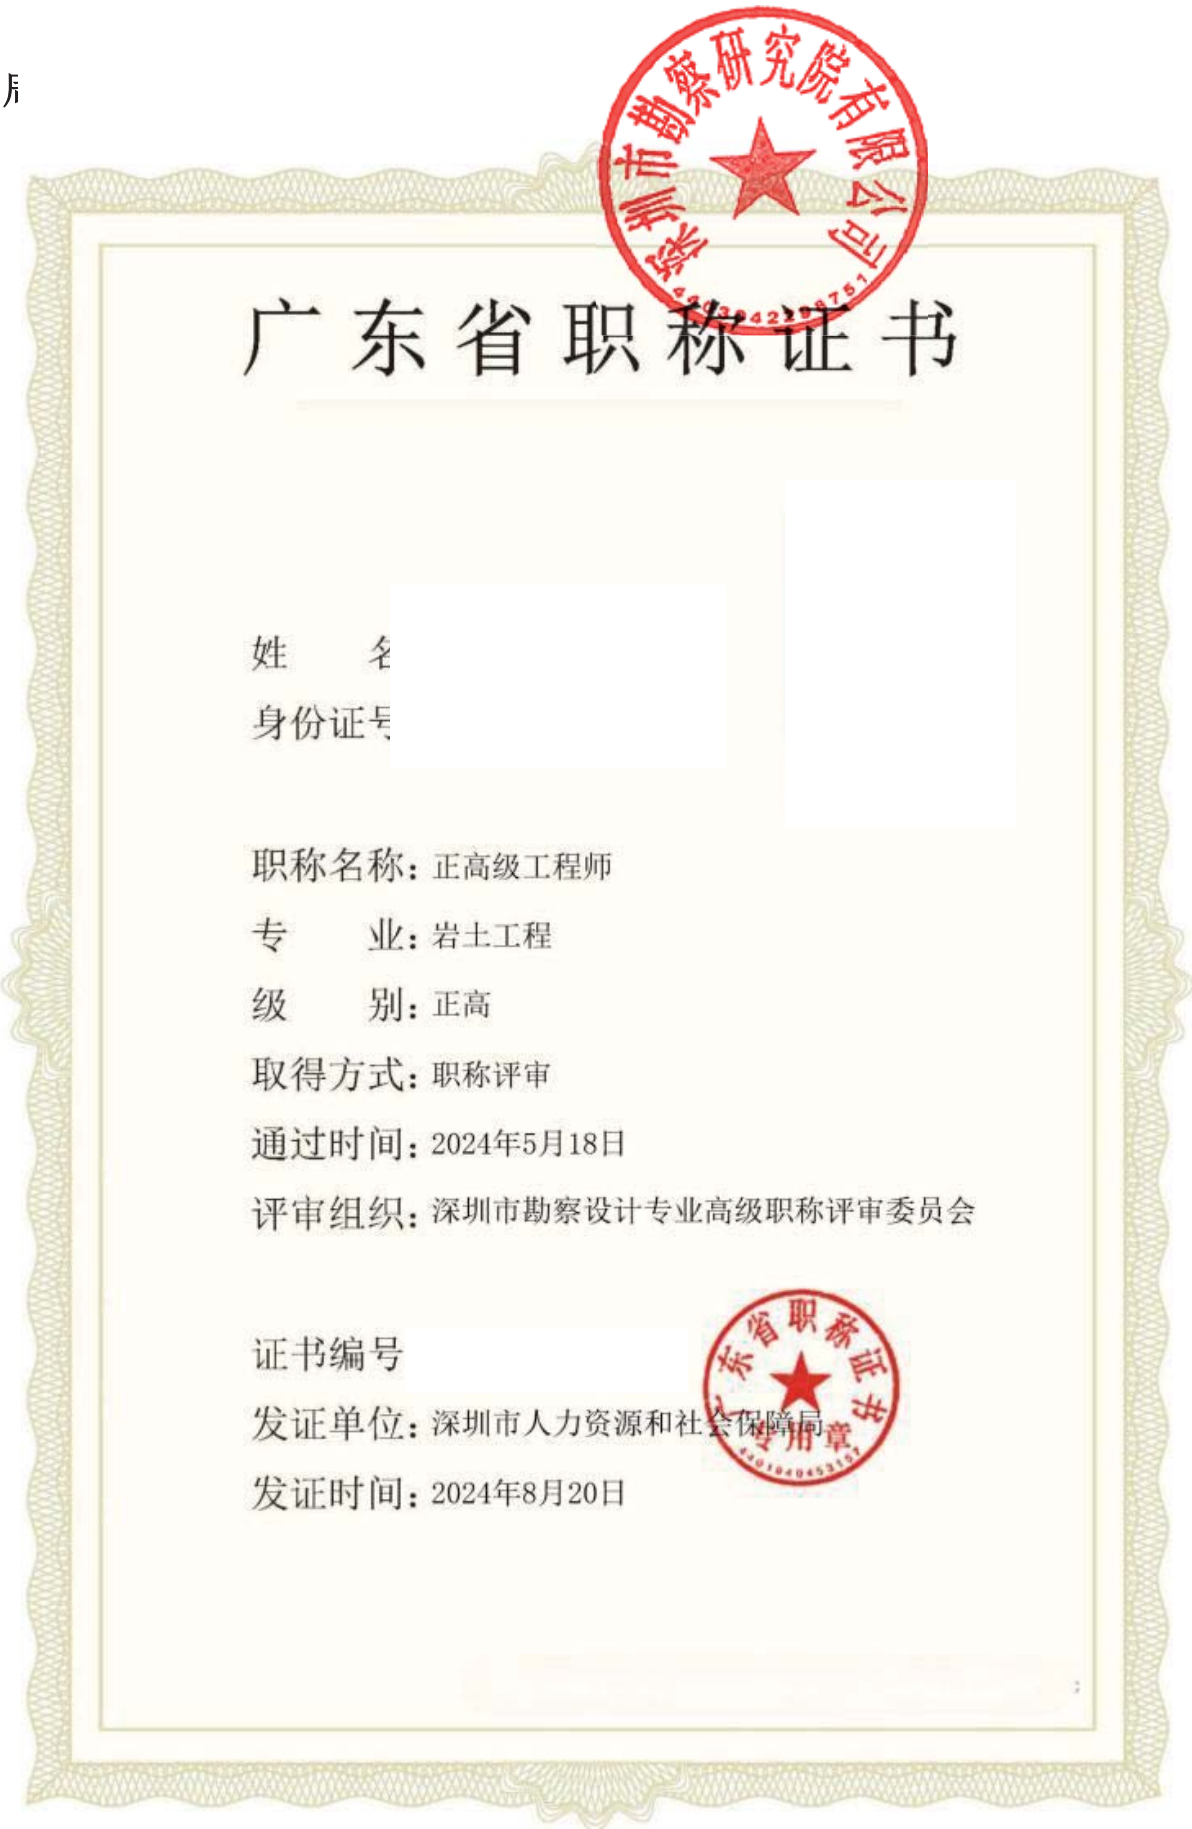 深圳市勘察研究院有限公司
广东省职称证书
姓 名
身份证号
职称名称：正高级工程师
专 业：岩土工程
级 别：正高
取得方式：职称评审
通过时间：2024年5月18日
评审组织：深圳市勘察设计专业高级职称评审委员会
证书编号
发证单位：深圳市人力资源和社会保障局
发证时间：2024年8月20日
广东省职称证书
专用章
4401040453157